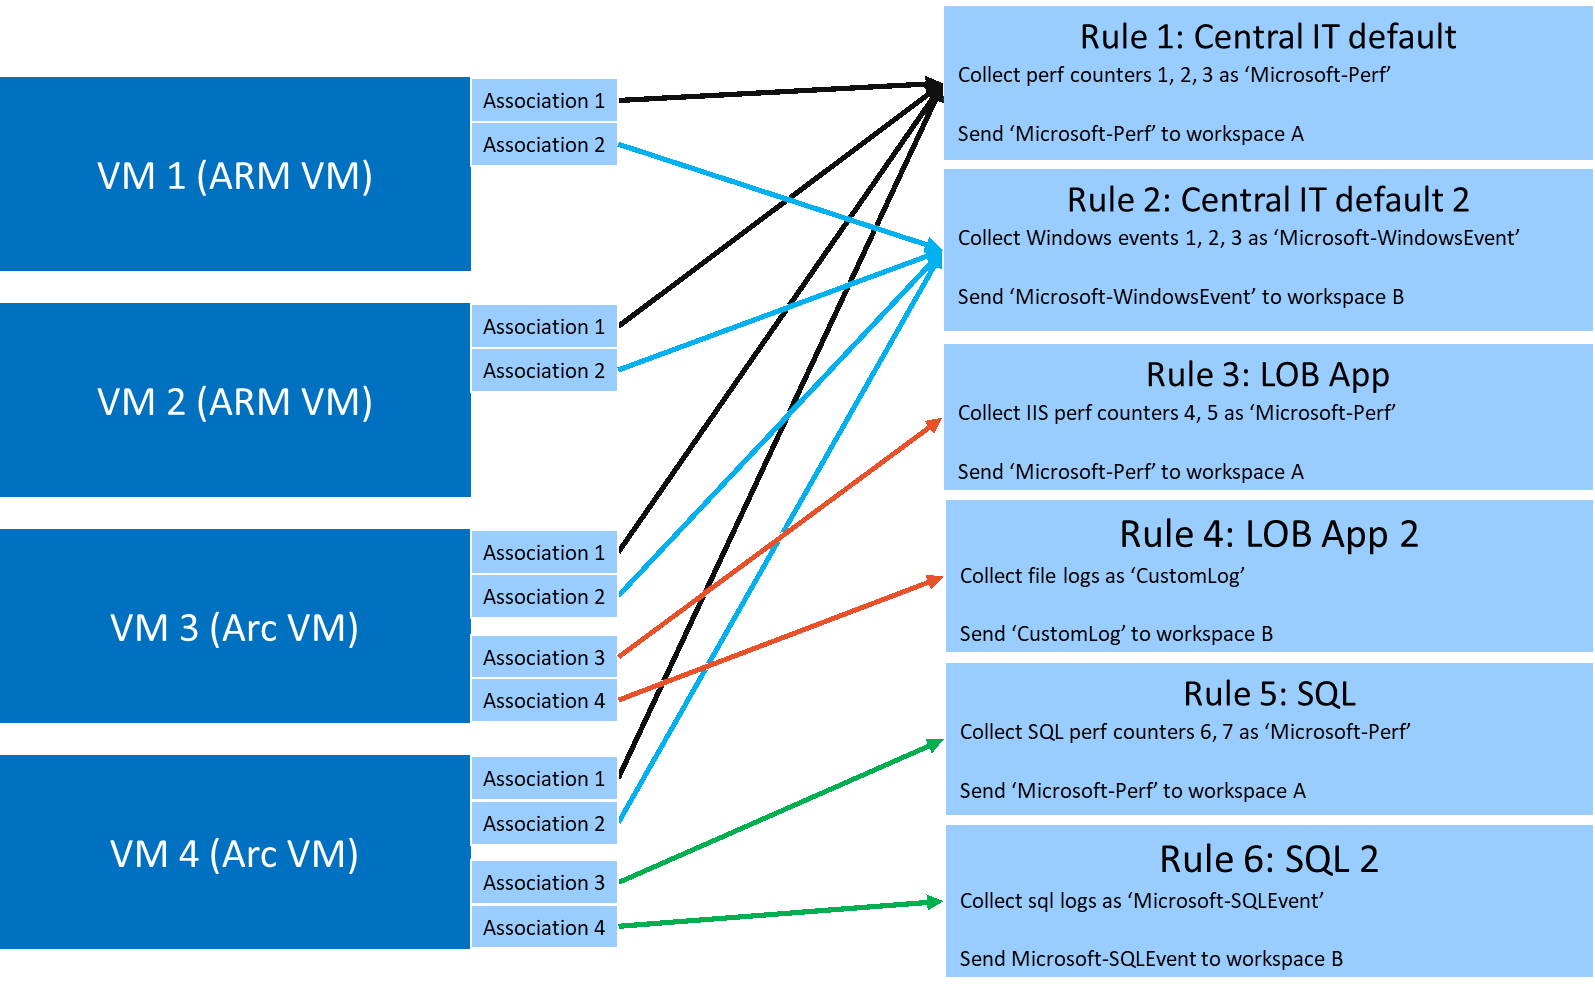 VM 1 (ARM VM)
Association 1
Association 2
VM 2 (ARM VM)
Association 1
Association 2
VM 3 (Arc VM)
Association 1
Association 2
Association 3
Association 4
VM 4 (Arc VM)
Association 1
Association 2
Association 3
Association 4
Rule 1: Central IT default
Collect perf counters 1, 2, 3 as ‘Microsoft-Perf’
Send ‘Microsoft-Perf’ to workspace A
Rule 2: Central IT default 2
Collect Windows events 1, 2, 3 as ‘Microsoft-WindowsEvent’
Send ‘Microsoft-WindowsEvent’ to workspace B
Rule 3: LOB App
Collect IIS perf counters 4, 5 as ‘Microsoft-Perf’
Send ‘Microsoft-Perf’ to workspace A
Rule 4: LOB App 2
Collect file logs as ‘CustomLog’
Send ‘CustomLog’ to workspace B
Rule 5: SQL
Collect SQL perf counters 6, 7 as ‘Microsoft-Perf’
Send ‘Microsoft-Perf’ to workspace A
Rule 6: SQL 2
Collect sql logs as ‘Microsoft-SQLEvent’
Send Microsoft-SQLEvent to workspace B